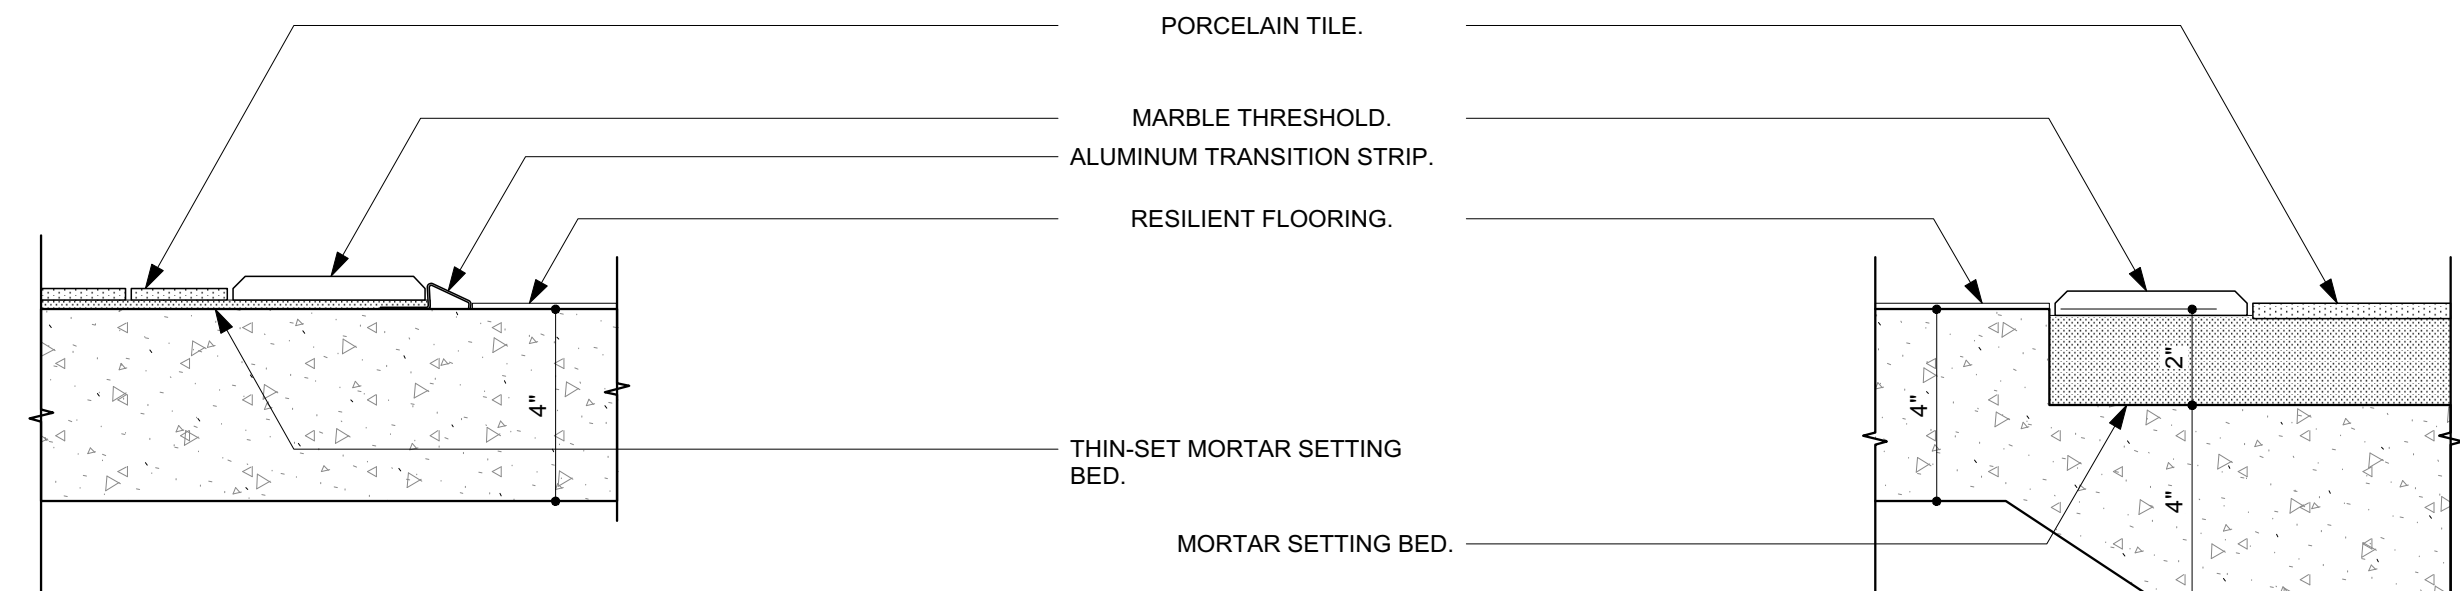 PORCELAIN TILE.
MARBLE THRESHOLD.
ALUMINUM TRANSITION STRIP.
RESILIENT FLOORING.
4"
THIN-SET MORTAR SETTING
BED.
MORTAR SETTING BED.
4"
2"
4"